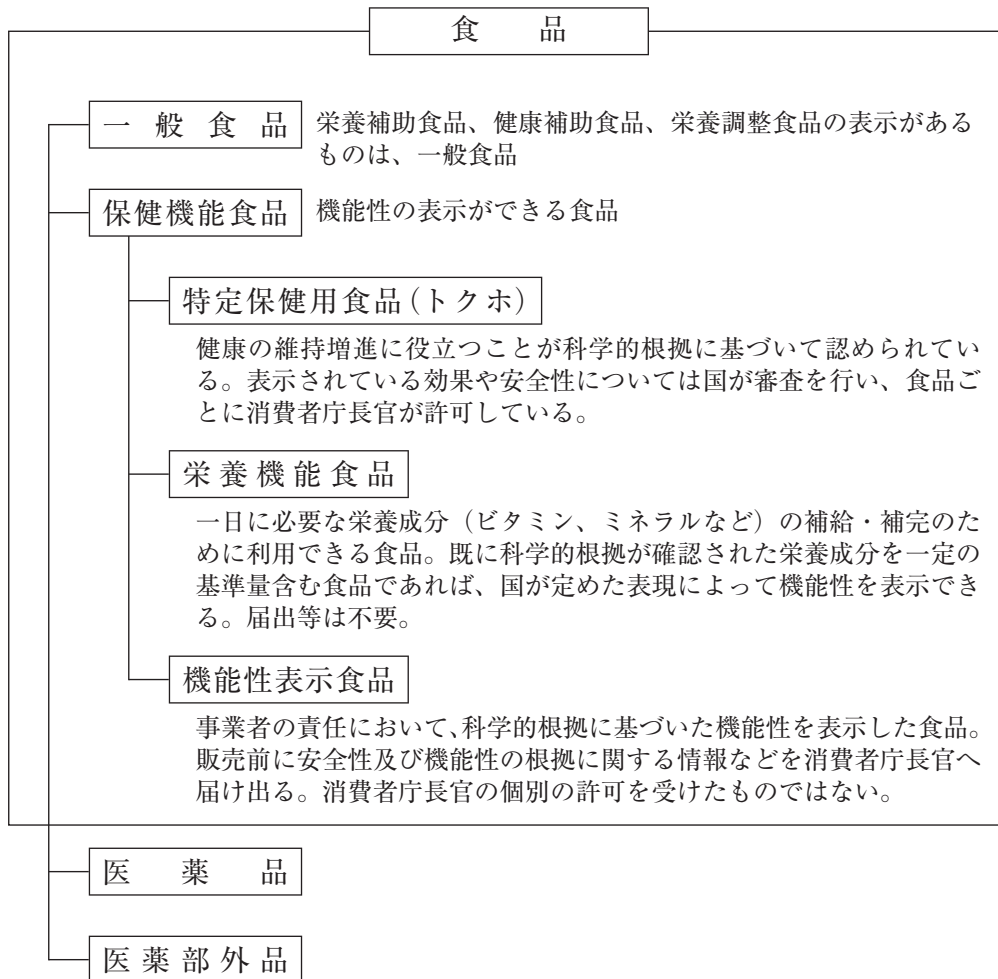 食品
一般食品
栄養補助食品、健康補助食品、栄養調整食品の表示がある
ものは、一般食品
保健機能食品
機能性の表示ができる食品
特定保健用食品(トクホ)
健康の維持増進に役立つことが科学的根拠に基づいて認められてい
る。表示されている効果や安全性については国が審査を行い、食品ご
とに消費者庁長官が許可している。
栄養機能食品
一日に必要な栄養成分（ビタミン、ミネラルなど）の補給・補完のた
めに利用できる食品。既に科学的根拠が確認された栄養成分を一定の
基準量含む食品であれば、国が定めた表現によって機能性を表示でき
る。届出等は不要。
機能性表示食品
事業者の責任において、科学的根拠に基づいた機能性を表示した食品。
販売前に安全性及び機能性の根拠に関する情報などを消費者庁長官へ
届け出る。消費者庁長官の個別の許可を受けたものではない。
医薬品
医薬部外品